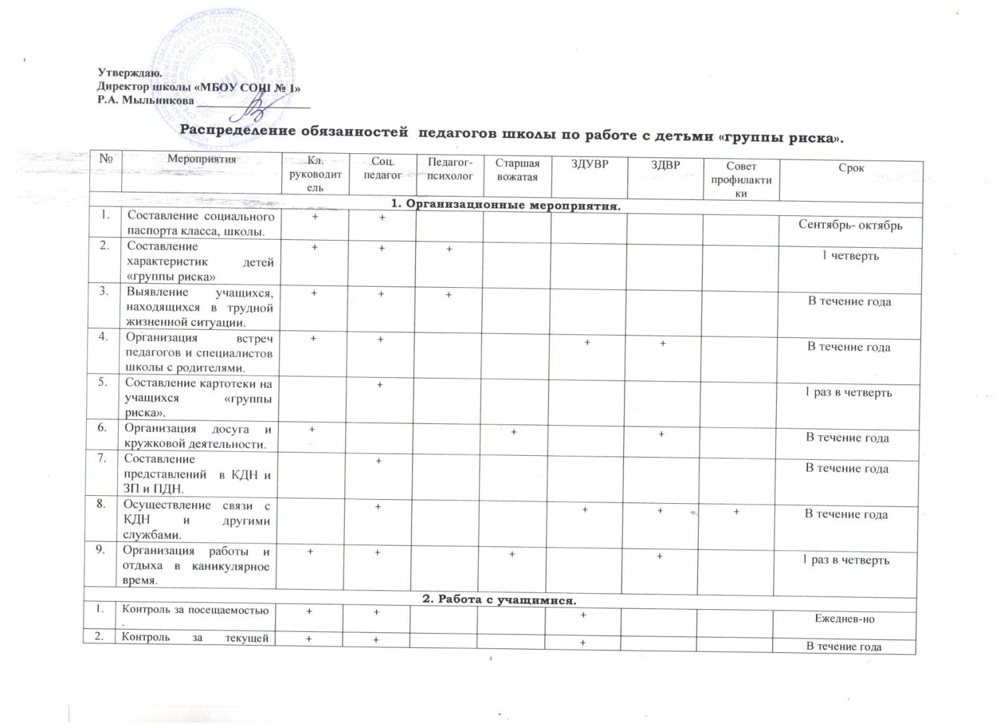 Утверждаю.
Директор школы «МБОУ СОШ № 1»
Р.А. Мыльникова
Распределение обязанностей педагогов школы по работе с детьми «группы риска».
№ Мероприятия Кл. руководит ель Соц. педагог Педагог- психолог Старшая вожатая ЗДУВР ЗДВР Совет профилакти ки Срок
1. Организационные мероприятия.
1. Составление социального + + Сентябрь- октябрь
паспорта класса, школы.
2. Составление + + + 1 четверть
характеристик детей
«группы риска»
3. Выявление учащихся, + + + В течение года
находящихся в трудной
жизненной ситуации.
4. Организация встреч + + + + В течение года
педагогов и специалистов
школы с родителями.
5. Составление картотеки на + 1 раз в четверть
учащихся «группы
риска».
6. Организация досуга и + + + В течение года
кружковой деятельности.
7. Составление + В течение года
представлений в КДН и
ЗП и ПДН.
8. Осуществление связи с + + + + В течение года
КДН и другими
службами.
9. Организация работы и + + + + 1 раз в четверть
отдыха в каникулярное
время.
2. Работа с учащимися.
1. Контроль за посещаемостью + + + Ежеднев-но
.
2. Контроль за текущей + + + В течение года